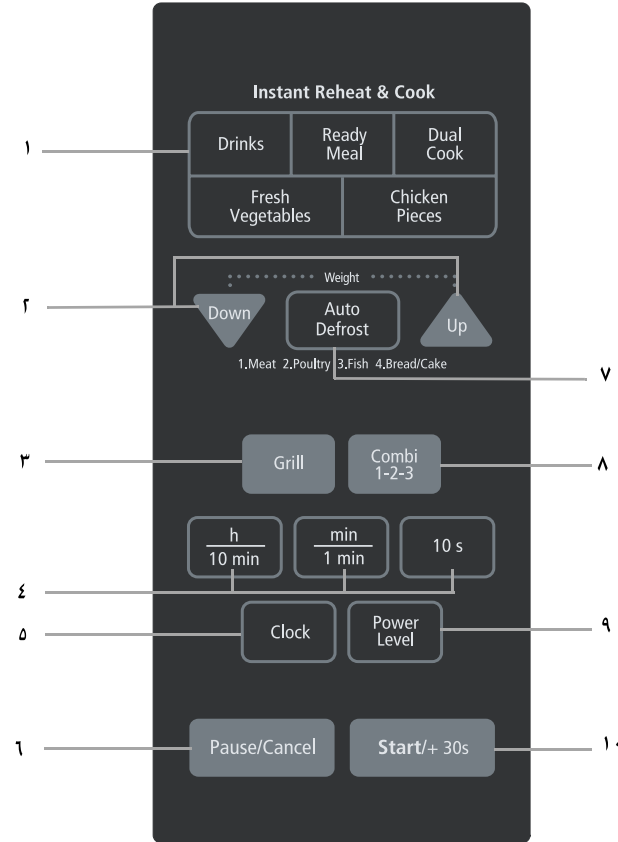 Instant Reheat & Cook
١
Drinks
Ready
Meal
Dual
Cook
Fresh
Vegetables
Chicken
Pieces
Weight
٢
Down
Auto
Defrost
Up
1.Meat 2.Poultry 3.Fish 4.Bread/Cake
٧
٣
Grill
Combi
1-2-3
٨
h
10 min
min
1 min
10 s
٤
٥
Clock
Power
Level
٩
٦
Pause/Cancel
Start/+ 30s
١٠